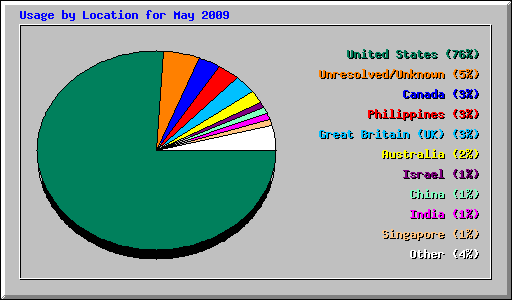 Usage by Location for May 2009
United States (76%)
Unresolved/Unknown (5%)
Canada (3%)
Philippines (3%)
Great Britain (UK) (3%)
Australia (2%)
Israel (1%)
China (1%)
India (1%)
Singapore (1%)
Other (4%)